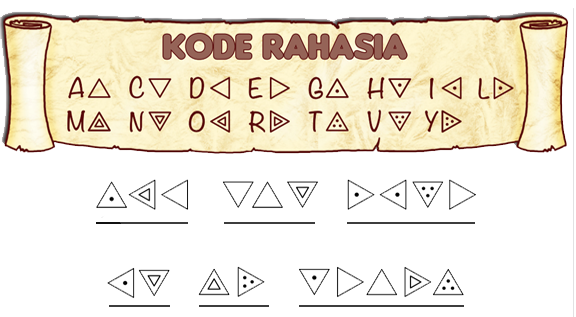 KODE RAHASIA
A△ C▽ D◁ E▷ G◬ H⧩ I◁ L▷
M△ N▽ O◁ R▷ T△ U▽ Y▷